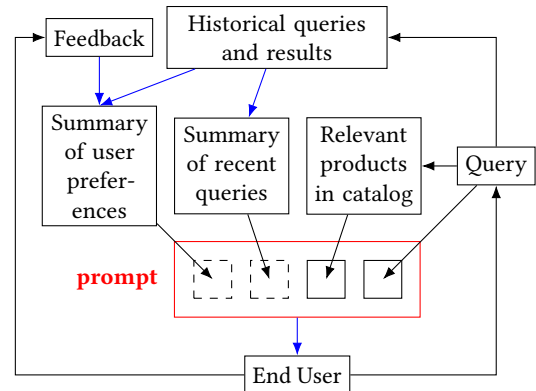 Feedback
Historical queries
and results
Summary
of user
prefer-
ences
Summary
of recent
queries
Relevant
products
in catalog
Query
prompt
End User